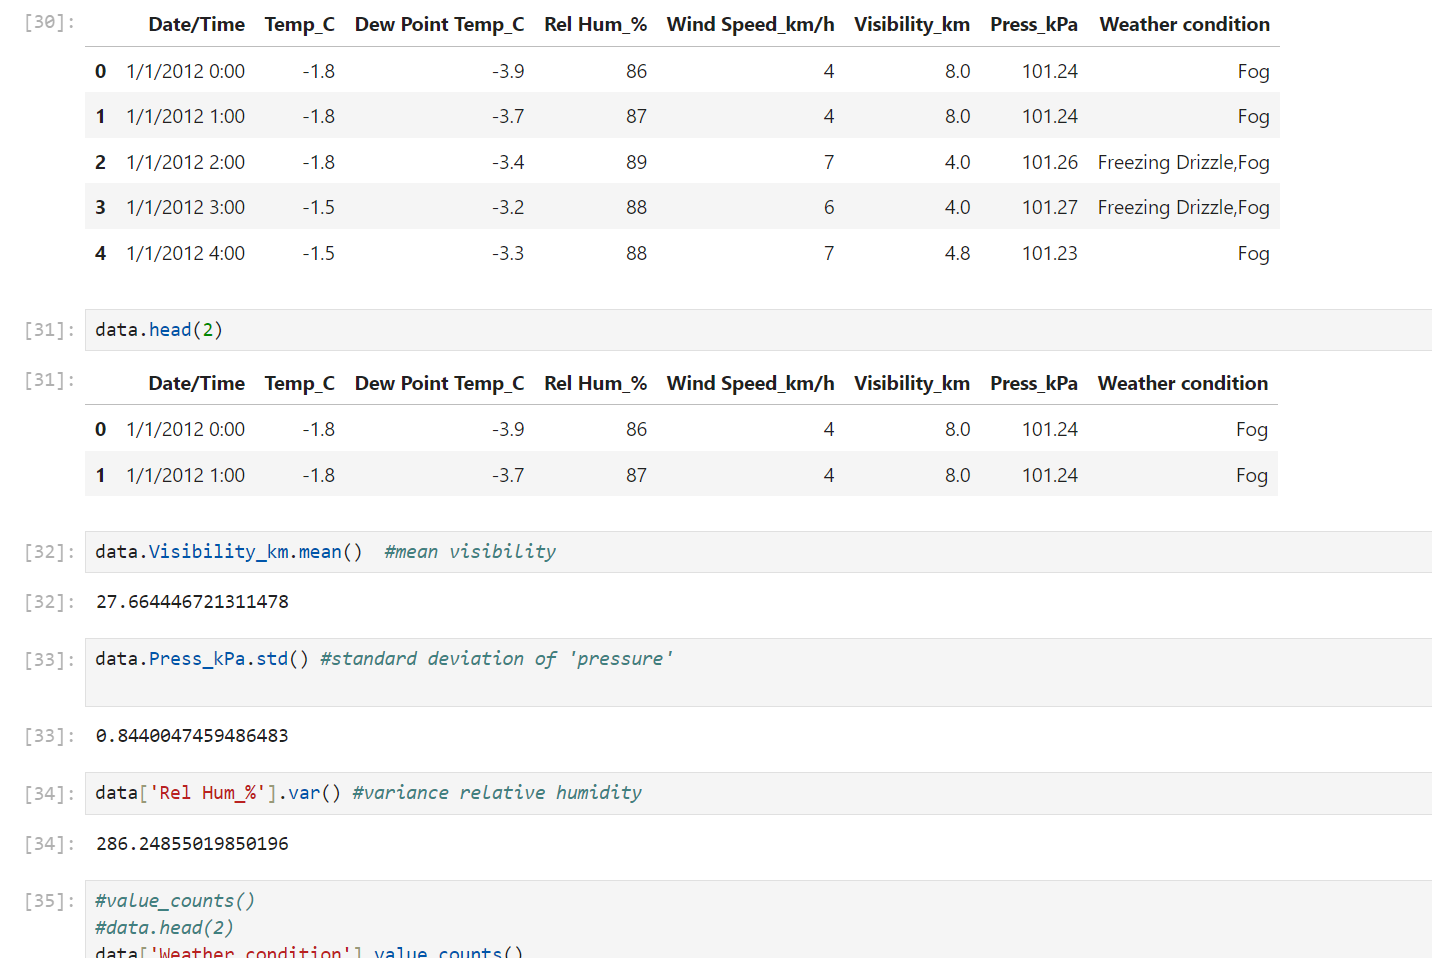 [30]: Date/Time Temp_C Dew Point Temp_C Rel Hum_% Wind Speed_km/h Visibility_km Press_kPa Weather condition
0 1/1/2012 0:00 -1.8 -3.9 86 4 8.0 101.24 Fog
1 1/1/2012 1:00 -1.8 -3.7 87 4 8.0 101.24 Fog
2 1/1/2012 2:00 -1.8 -3.4 89 7 4.0 101.26 Freezing Drizzle,Fog
3 1/1/2012 3:00 -1.5 -3.2 88 6 4.0 101.27 Freezing Drizzle,Fog
4 1/1/2012 4:00 -1.5 -3.3 88 7 4.8 101.23 Fog
[31]: data.head(2)
[31]: Date/Time Temp_C Dew Point Temp_C Rel Hum_% Wind Speed_km/h Visibility_km Press_kPa Weather condition
0 1/1/2012 0:00 -1.8 -3.9 86 4 8.0 101.24 Fog
1 1/1/2012 1:00 -1.8 -3.7 87 4 8.0 101.24 Fog
[32]: data.Visibility_km.mean()  #mean visibility
[32]: 27.664446721311478
[33]: data.Press_kPa.std() #standard deviation of 'pressure'
[33]: 0.8440047459486483
[34]: data['Rel Hum_%'].var() #variance relative humidity
[34]: 286.24855019850196
[35]: #value_counts()
#data.head(2)
data['Weather condition'].value_counts()